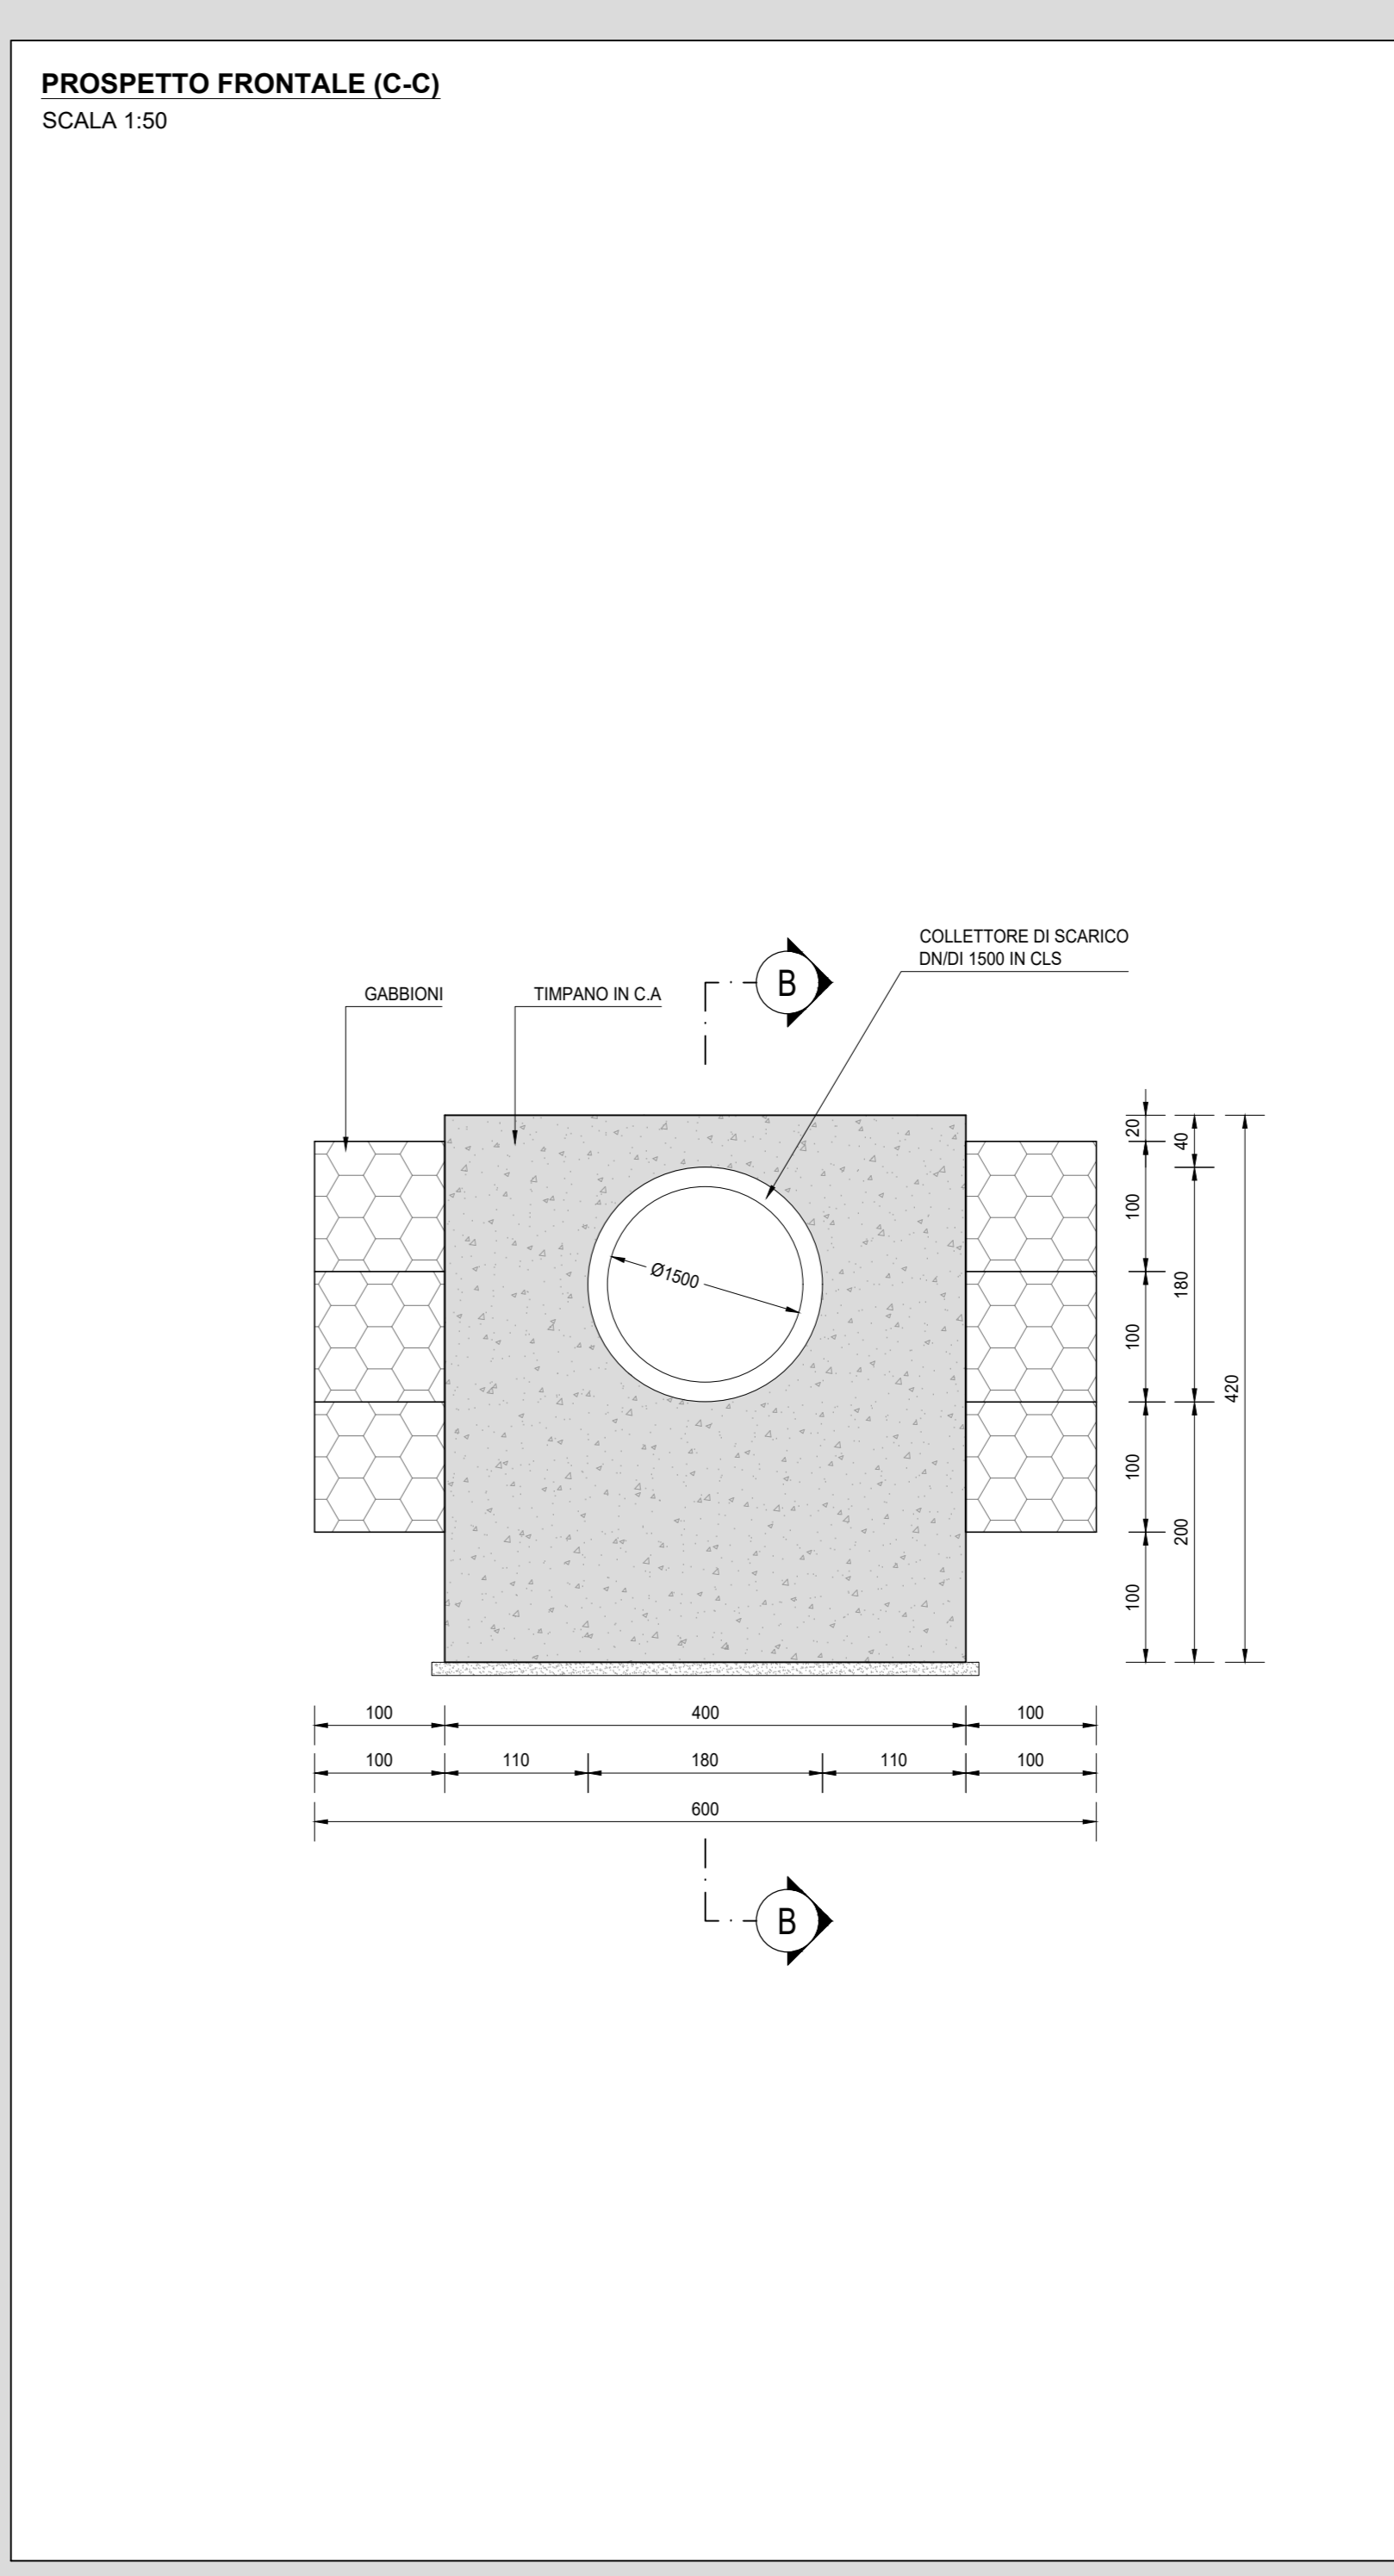 PROSPETTO FRONTALE (C-C)
SCALA 1:50
COLLETTORE DI SCARICO
DN/DI 1500 IN CLS
B
GABBIONI
TIMPANO IN C.A
20
40
100
Ø1500
180
100
420
100
200
100
100
400
100
100
110
180
110
100
600
B